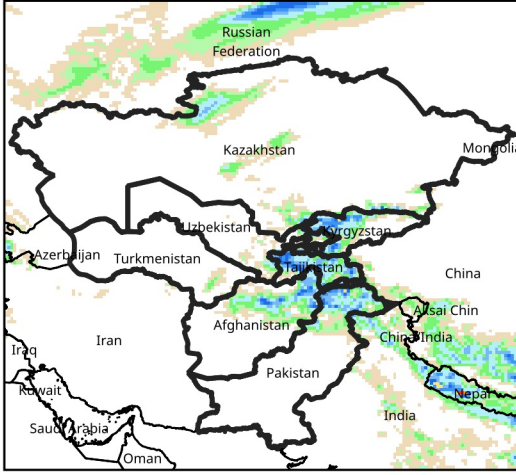 Russian
Federation
Kazakhstan
Mongolia
Uzbekistan
Kyrgyzstan
Azerbaijan
Turkmenistan
Tajikistan
China
Aksai Chin
Afghanistan
China/India
Iran
Iraq
Pakistan
Kuwait
Nepal
India
Saudi Arabia
Oman